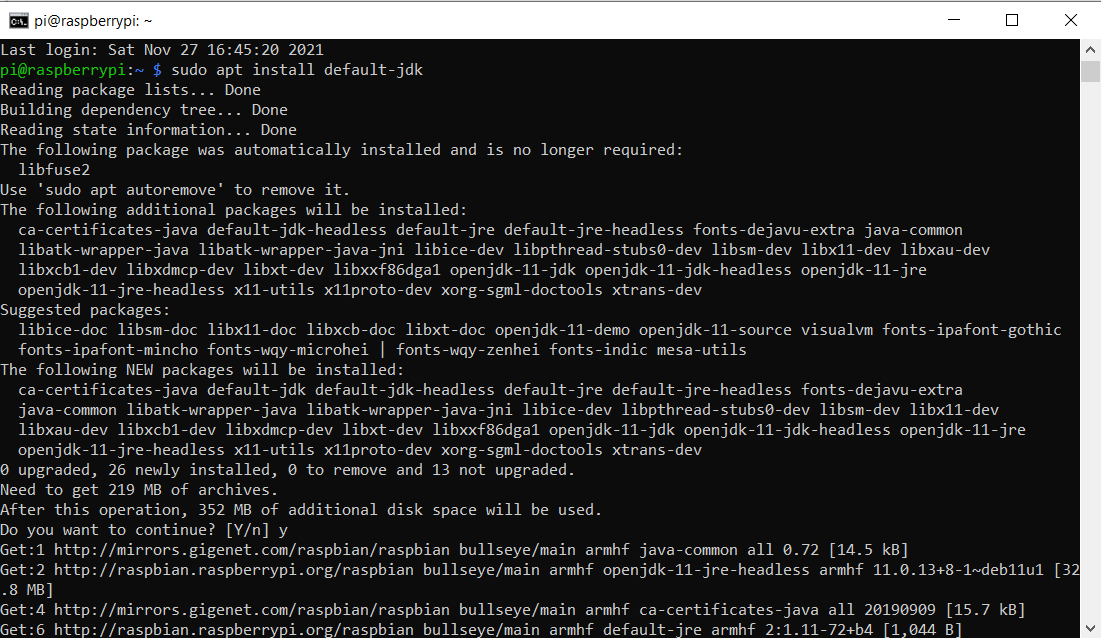 pi@raspberrypi: ~
Last login: Sat Nov 27 16:45:20 2021
pi@raspberrypi:~ $ sudo apt install default-jdk
Reading package lists... Done
Building dependency tree... Done
Reading state information... Done
The following package was automatically installed and is no longer required:
  libfuse2
Use 'sudo apt autoremove' to remove it.
The following additional packages will be installed:
  ca-certificates-java default-jdk-headless default-jre default-jre-headless fonts-dejavu-extra java-common
  libatk-wrapper-java libatk-wrapper-java-jni libice-dev libpthread-stubs0-dev libsm-dev libx11-dev libxau-dev
  libxcb1-dev libxdmcp-dev libxt-dev libxxf86dga1 openjdk-11-jdk openjdk-11-jdk-headless openjdk-11-jre
  openjdk-11-jre-headless x11-utils x11proto-dev xorg-sgml-doctools xtrans-dev
Suggested packages:
  libice-doc libsm-doc libx11-doc libxcb-doc libxt-doc openjdk-11-demo openjdk-11-source visualvm fonts-ipafont-gothic
  fonts-ipafont-mincho fonts-wqy-microhei | fonts-wqy-zenhei fonts-indic mesa-utils
The following NEW packages will be installed:
  ca-certificates-java default-jdk default-jdk-headless default-jre default-jre-headless fonts-dejavu-extra
  java-common libatk-wrapper-java libatk-wrapper-java-jni libice-dev libpthread-stubs0-dev libsm-dev libx11-dev
  libxau-dev libxcb1-dev libxdmcp-dev libxt-dev libxxf86dga1 openjdk-11-jdk openjdk-11-jdk-headless openjdk-11-jre
  openjdk-11-jre-headless x11-utils x11proto-dev xorg-sgml-doctools xtrans-dev
0 upgraded, 26 newly installed, 0 to remove and 13 not upgraded.
Need to get 219 MB of archives.
After this operation, 352 MB of additional disk space will be used.
Do you want to continue? [Y/n] y
Get:1 http://mirrors.gigenet.com/raspbian/raspbian bullseye/main armhf java-common all 0.72 [14.5 kB]
Get:2 http://raspbian.raspberrypi.org/raspbian bullseye/main armhf openjdk-11-jre-headless armhf 11.0.13+8-1~deb11u1 [32
.8 MB]
Get:4 http://mirrors.gigenet.com/raspbian/raspbian bullseye/main armhf ca-certificates-java all 20190909 [15.7 kB]
Get:6 http://raspbian.raspberrypi.org/raspbian bullseye/main armhf default-jre armhf 2:1.11-72+b4 [1,044 B]